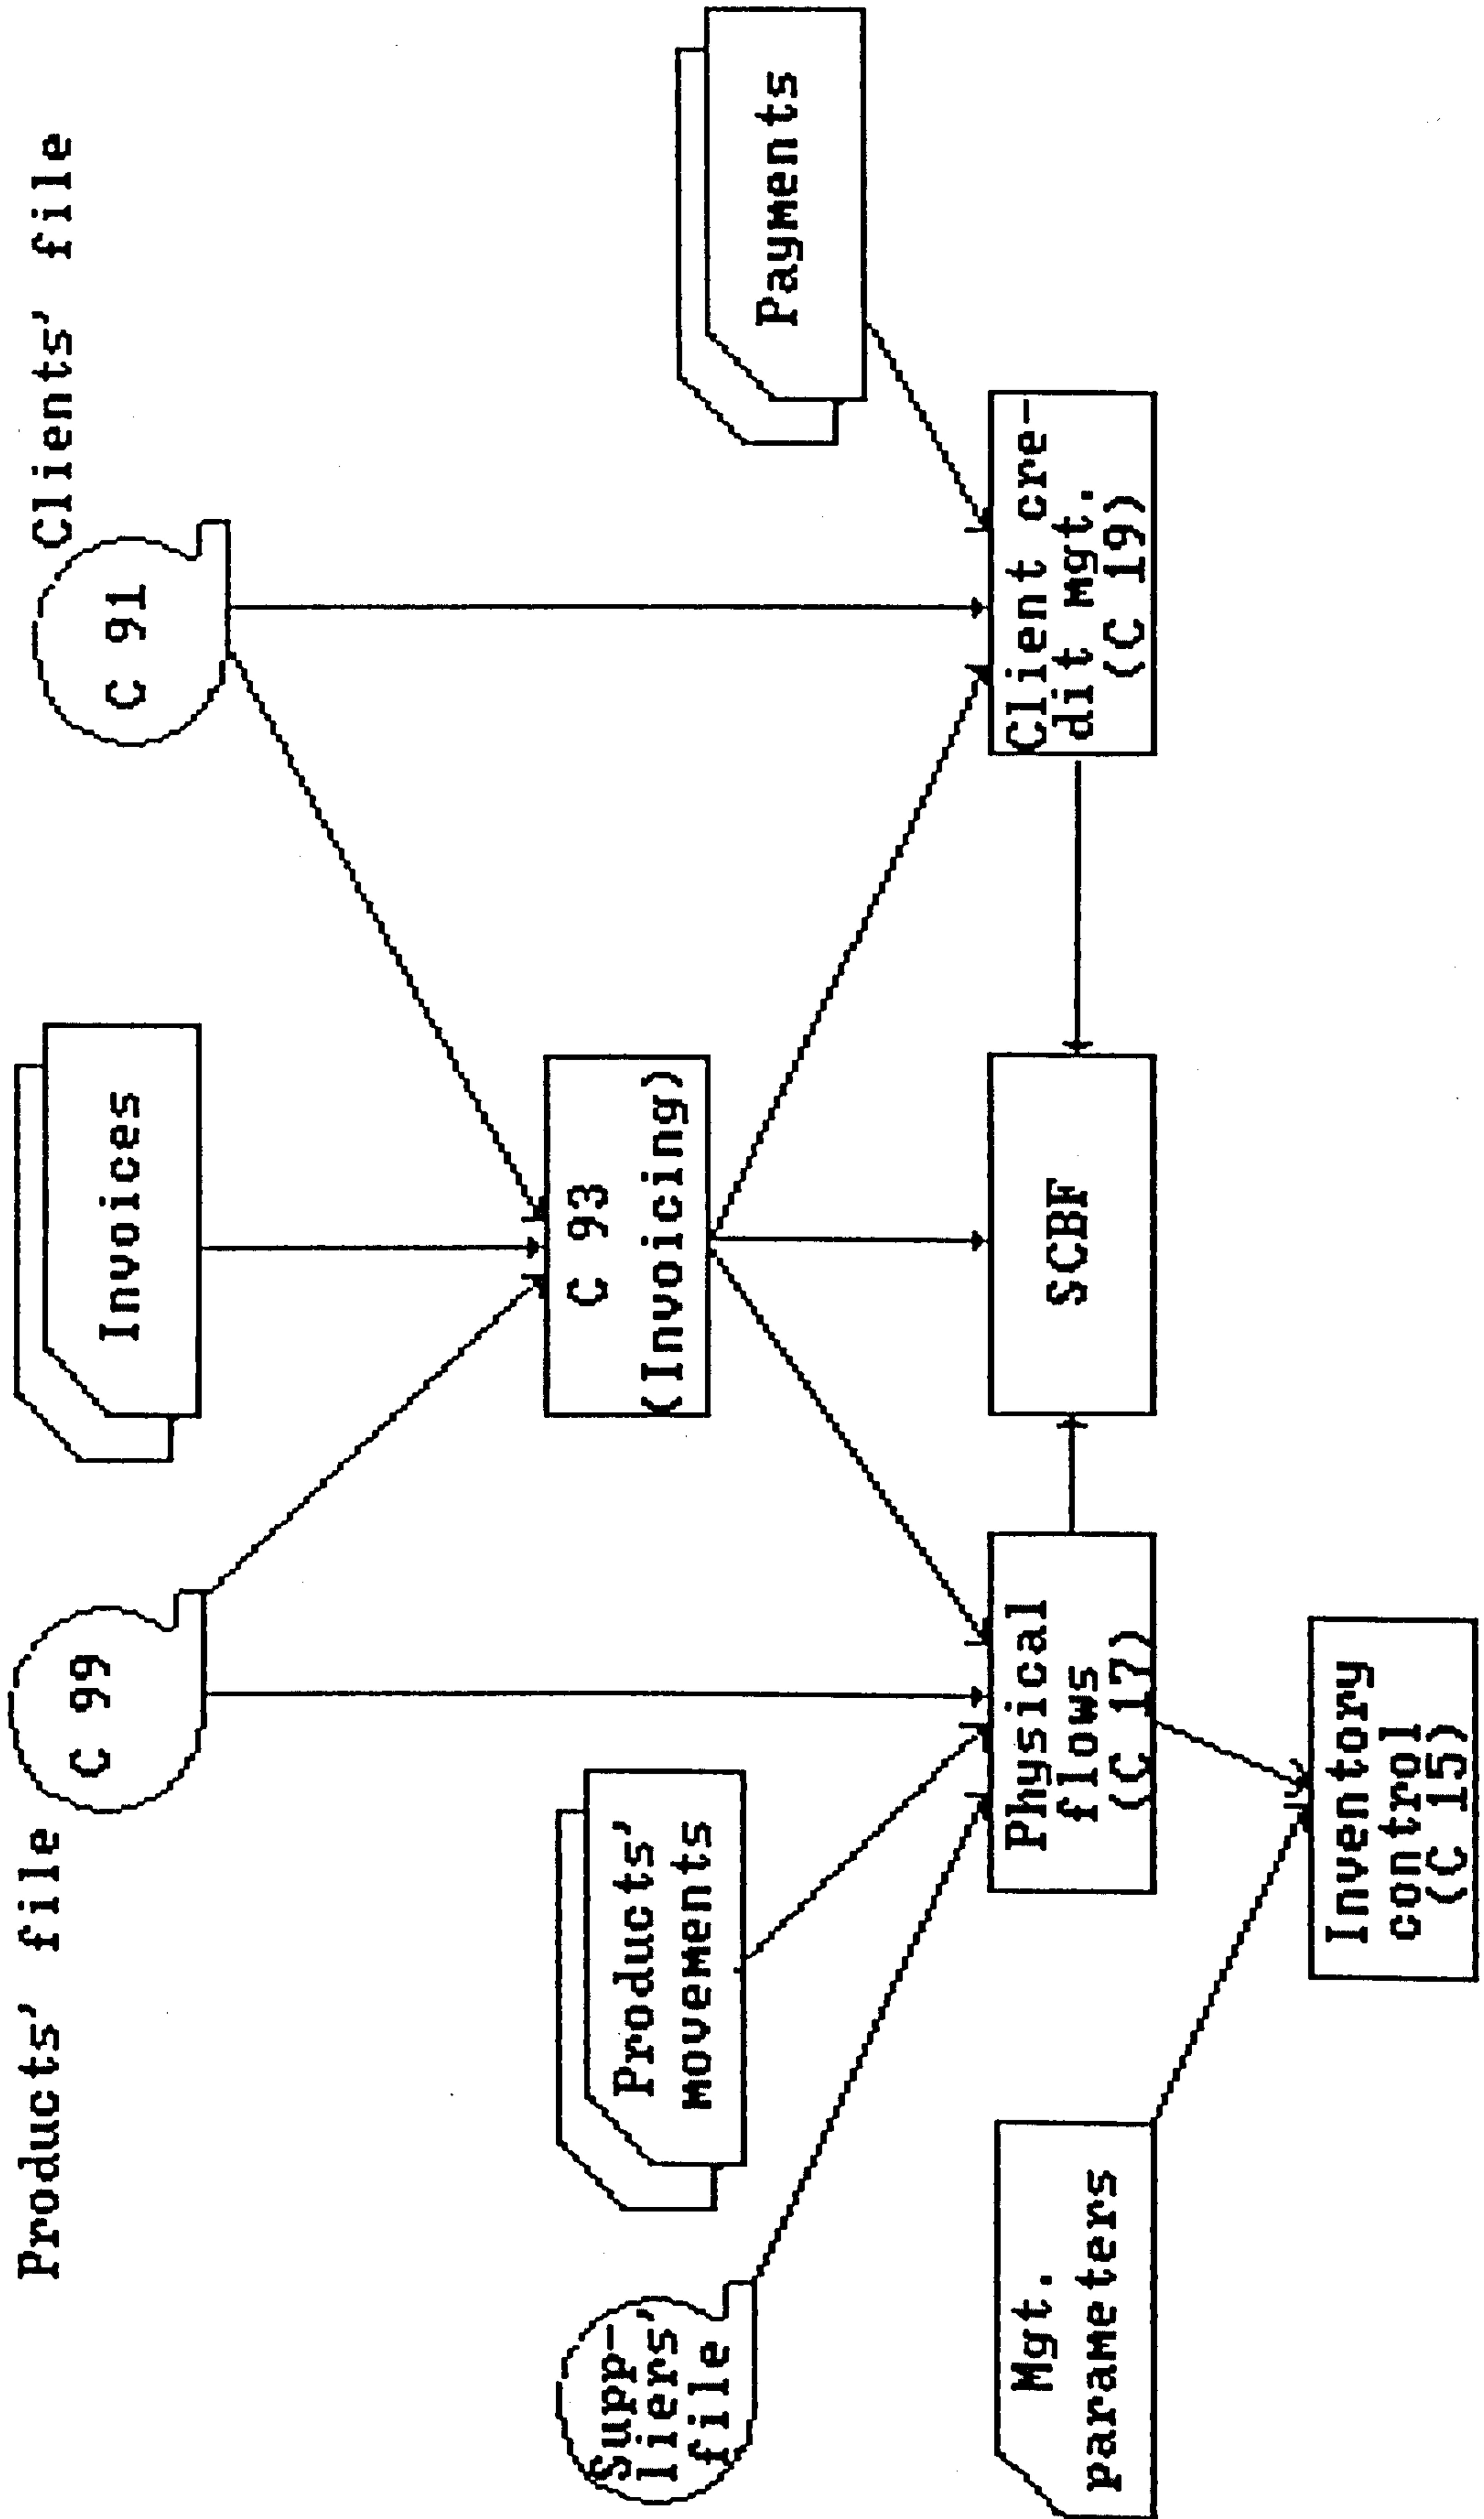 Products' file
C 99
Invoices
Clients' file
C 91
Supp-
liers'
file
Products'
movements
C 93
(Invoicing)
Payments
Mgt.
parameters
Physical
flows
(C 17)
SCBF
Client cre-
dit mgt.
(C 19)
Inventory
control
(C 15)